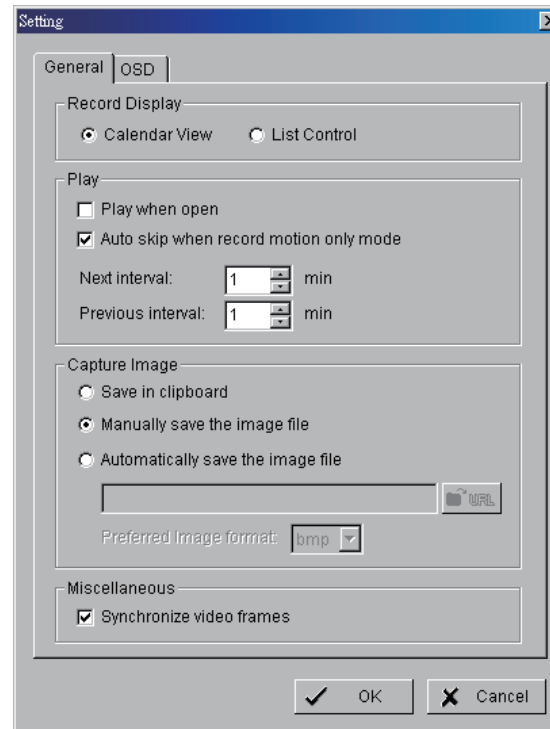 Setting
General OSD
Record Display
Calendar View List Control
Play
Play when open
Auto skip when record motion only mode
Next interval: 1 min
Previous interval: 1 min
Capture Image
Save in clipboard
Manually save the image file
Automatically save the image file
URL
Preferred Image format: bmp
Miscellaneous
Synchronize video frames
OK Cancel